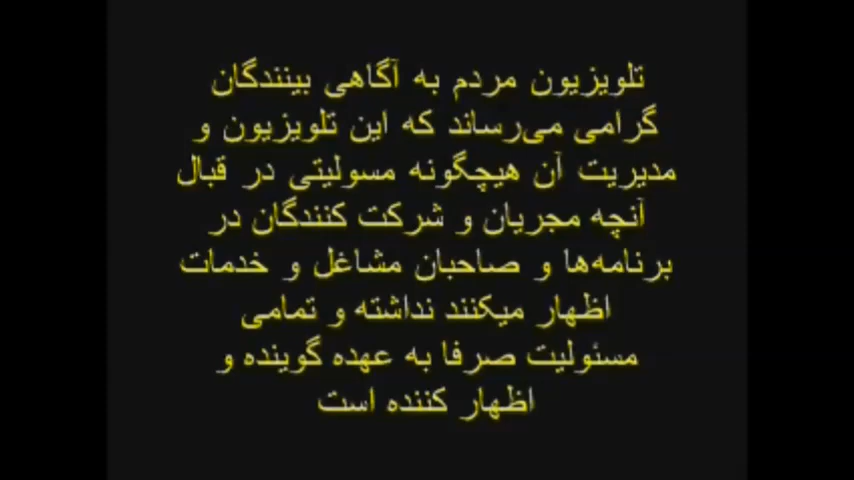 تلویزیون مردم به آگاهی بینندگان
گرامی می‌رساند که این تلویزیون و
مدیریت آن هیچگونه مسولیتی در قبال
آنچه مجریان و شرکت کنندگان در
برنامه‌ها و صاحبان مشاغل و خدمات
اظهار میکنند نداشته و تمامی
مسئولیت صرفا به عهده گوینده و
اظهار کننده است